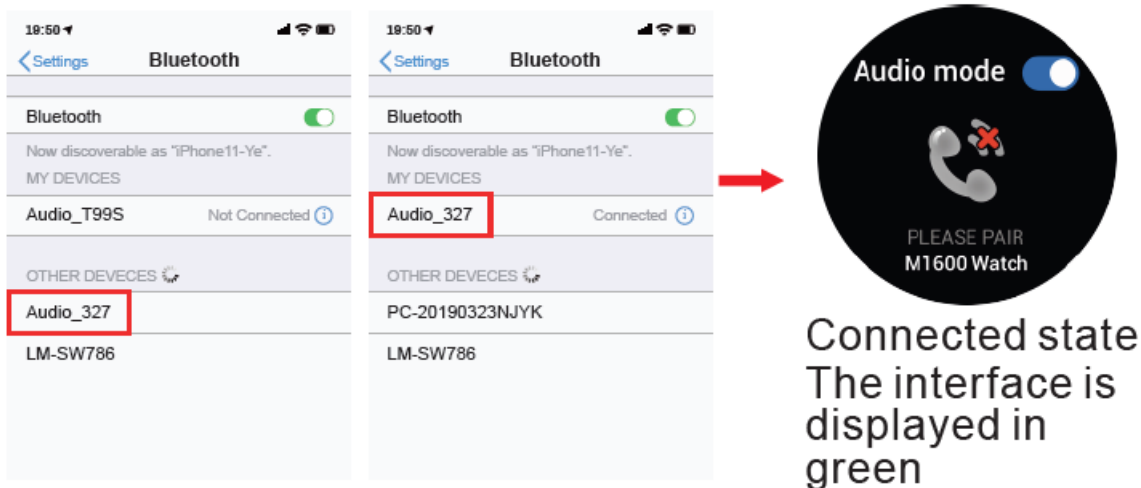 19:50
Settings
Bluetooth
Bluetooth
Now discoverable as "iPhone11-Ye".
MY DEVICES
Audio_T99S Not Connected
OTHER DEVECES
Audio_327
LM-SW786
19:50
Settings
Bluetooth
Bluetooth
Now discoverable as "iPhone11-Ye".
MY DEVICES
Audio_327 Connected
OTHER DEVECES
PC-20190323NJYK
LM-SW786
Audio mode
PLEASE PAIR
M1600 Watch
Connected state
The interface is
displayed in
green